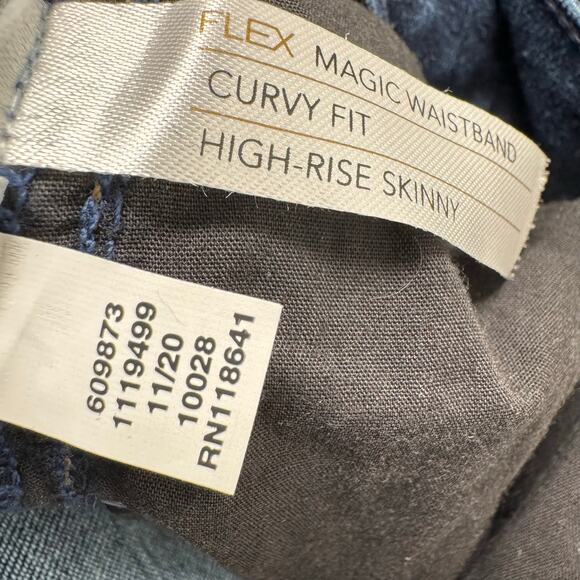 FLEX MAGIC WAISTBAND
CURVY FIT
HIGH-RISE SKINNY
609873
1119499
11/20
10028
RN118641